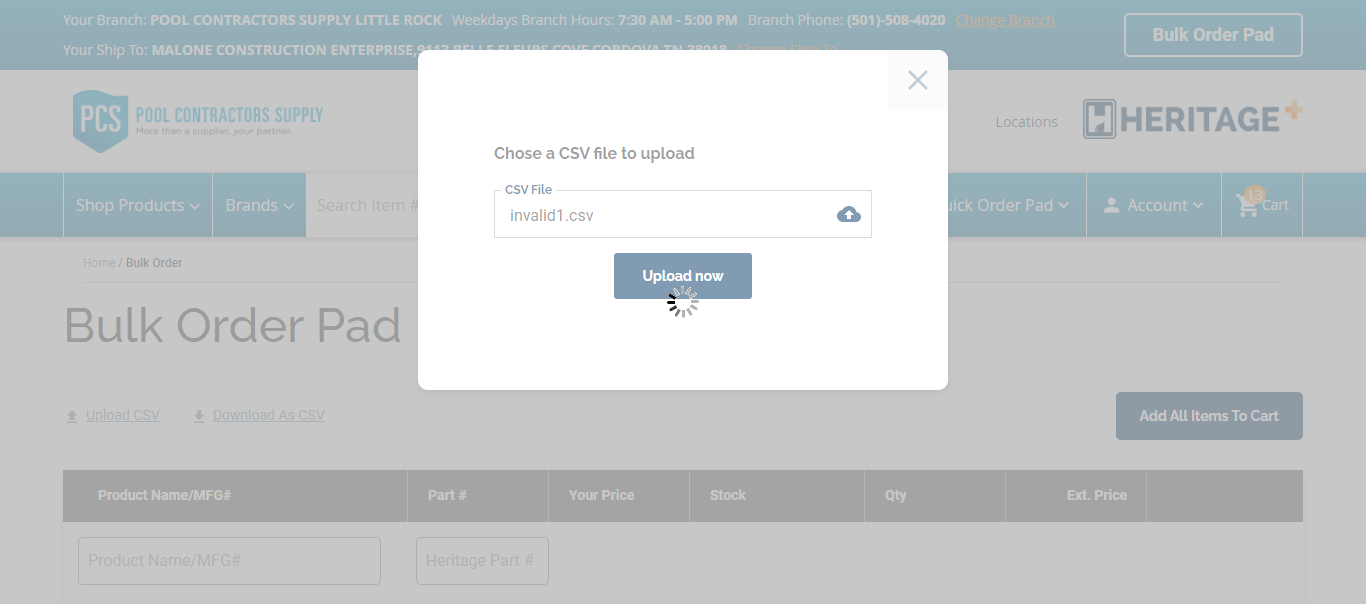 Your Branch: POOL CONTRACTORS SUPPLY LITTLE ROCK Weekdays Branch Hours: 7:30 AM - 5:00 PM Branch Phone: (501)-508-4020 Change Branch
Bulk Order Pad
Your Ship To: MALONE CONSTRUCTION ENTERPRISE,9113 BELLE FLEURS COVE CORDOVA TN 38018 Change Ship To
PCS POOL CONTRACTORS SUPPLY
More than a supplier, your partner.
Locations
HERITAGE+
Chose a CSV file to upload
CSV File
invalid1.csv
Shop Products
Brands
Search Item #
uick Order Pad
Account
13
Cart
Home / Bulk Order
Upload now
Bulk Order Pad
Upload CSV
Download As CSV
Add All Items To Cart
Product Name/MFG# Part # Your Price Stock Qty Ext. Price
Product Name/MFG# Heritage Part #